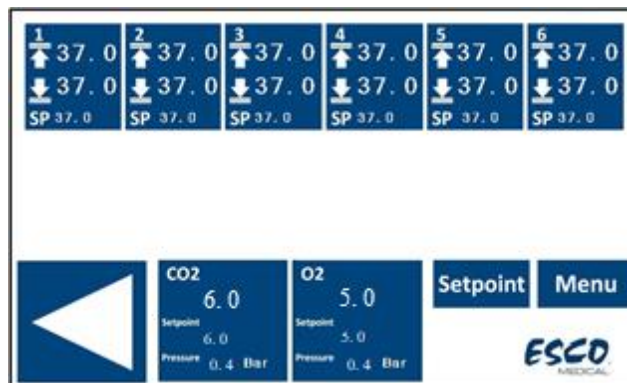 1 2 3 4 5 6
37.0 37.0 37.0 37.0 37.0 37.0
37.0 37.0 37.0 37.0 37.0 37.0
SP 37.0 SP 37.0 SP 37.0 SP 37.0 SP 37.0 SP 37.0
CO2
6.0
Setpoint
6.0
Pressure 0.4 Bar
O2
5.0
Setpoint
5.0
Pressure 0.4 Bar
Setpoint
Menu
ESCO
MEDICAL